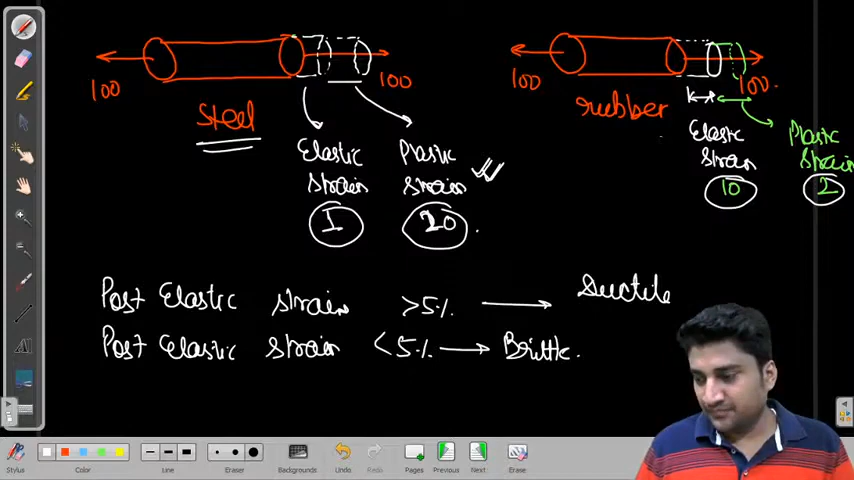 100
100
steel
Elastic
strain
1
Plastic
strain
20
100
100
rubber
Elastic
strain
10
Plastic
strain
2
Post Elastic strain >5% → Ductile
Post Elastic strain <5% → Brittle.
Stylus
Color
Line
Eraser
Backgrounds
Undo
Redo
Pages
Previous
Next
Erase